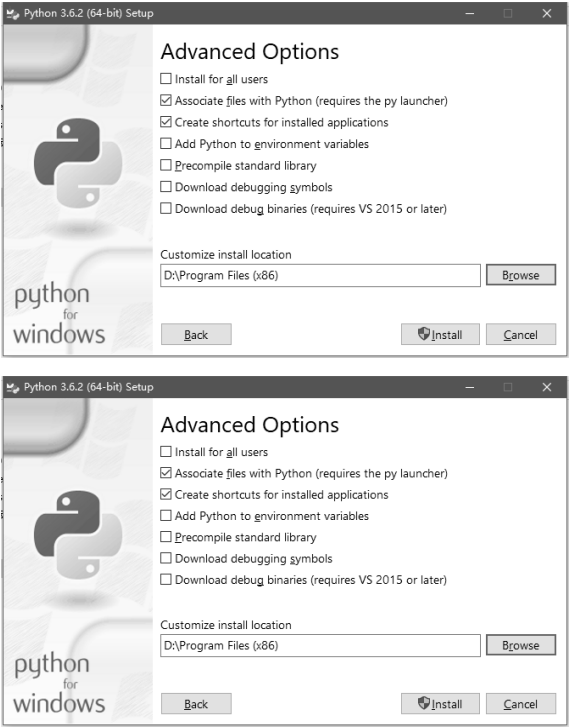 Python 3.6.2 (64-bit) Setup
Advanced Options
Install for all users
Associate files with Python (requires the py launcher)
Create shortcuts for installed applications
Add Python to environment variables
Precompile standard library
Download debugging symbols
Download debug binaries (requires VS 2015 or later)
Customize install location
D:\Program Files (x86)
Browse
python
for
windows
Back
Install
Cancel
Python 3.6.2 (64-bit) Setup
Advanced Options
Install for all users
Associate files with Python (requires the py launcher)
Create shortcuts for installed applications
Add Python to environment variables
Precompile standard library
Download debugging symbols
Download debug binaries (requires VS 2015 or later)
Customize install location
D:\Program Files (x86)
Browse
python
for
windows
Back
Install
Cancel